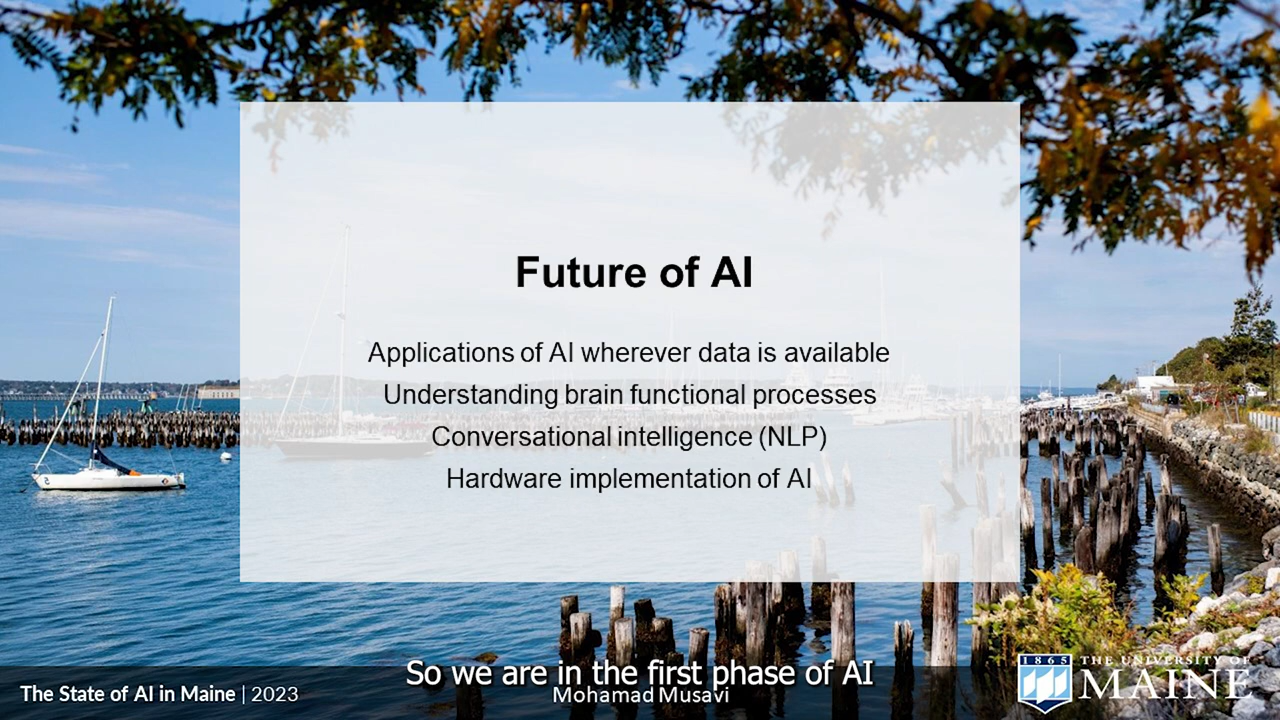 Future of AI
Applications of AI wherever data is available
Understanding brain functional processes
Conversational intelligence (NLP)
Hardware implementation of AI
So we are in the first phase of AI
The State of AI in Maine | 2023
Mohamad Musavi
1865
THE UNIVERSITY OF
MAINE